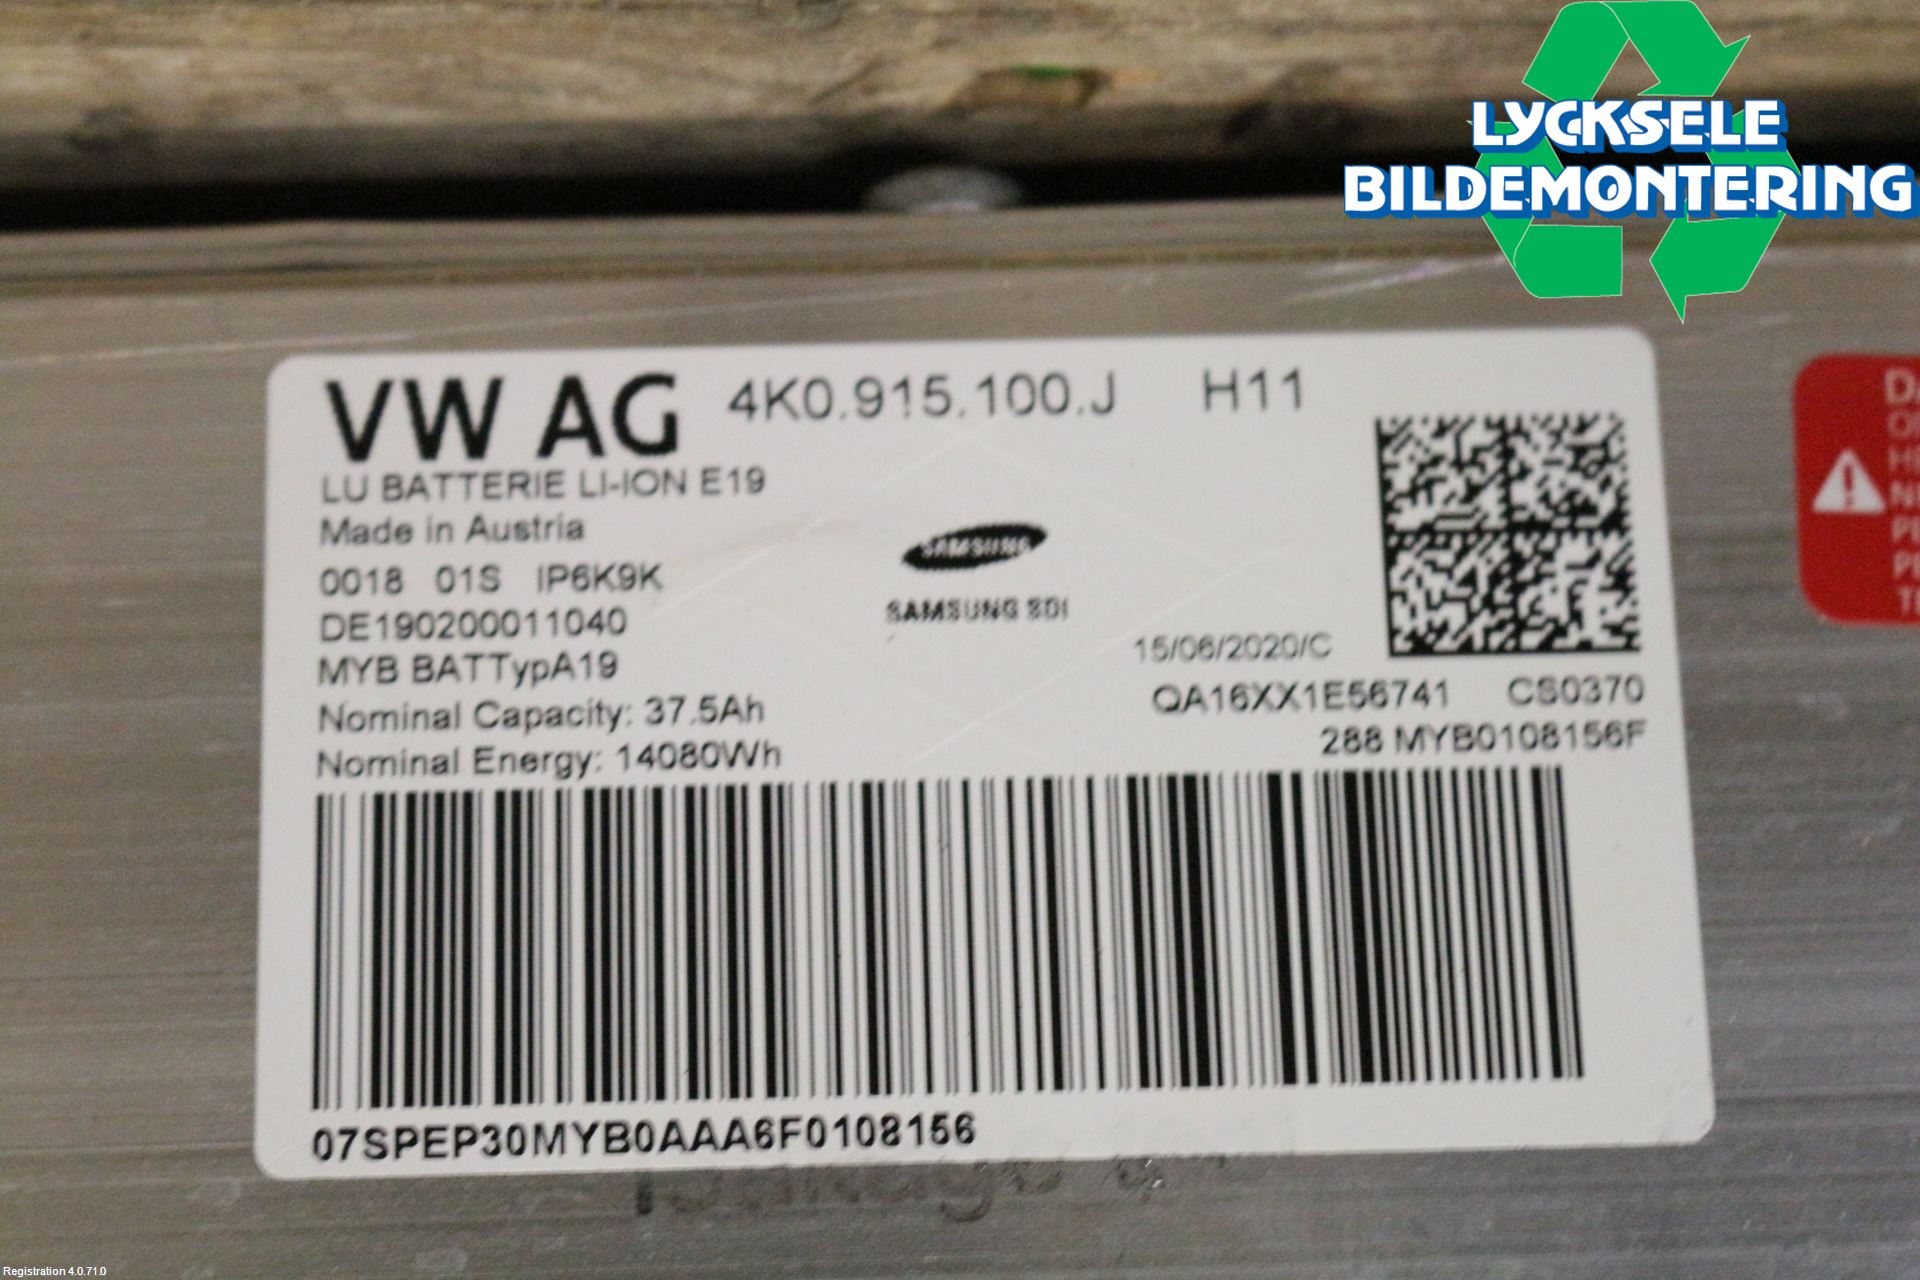 LYCKSELE
BILDEMONTERING
VW AG 4K0.915.100.J H11
LU BATTERIE LI-ION E19
Made in Austria
0018 01S IP6K9K
DE190200011040
MYB BATTypA19
Nominal Capacity: 37.5Ah
Nominal Energy: 14080Wh
SAMSUNG
SAMSUNG SDI
15/06/2020/C
QA16XX1E56741 CS0370
288 MYB0108156F
07SPEP30MYB0AAA6F0108156
Registration 4.0.71.0